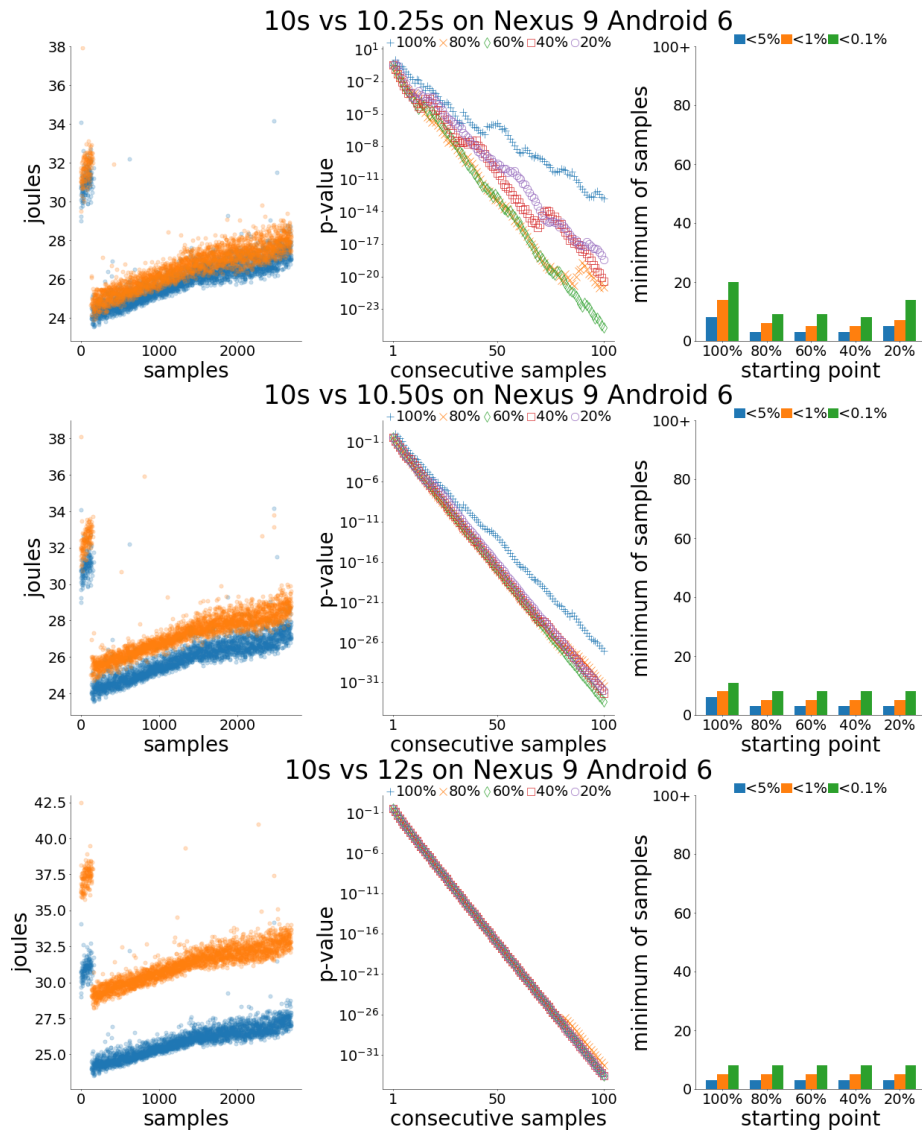 10s vs 10.25s on Nexus 9 Android 6
100% 80% 60% 40% 20%
<5% <1% <0.1%
38
36
34
32
30
28
26
24
joules
0 1000 2000
samples
10^1
10^-2
10^-5
10^-8
10^-11
10^-14
10^-17
10^-20
10^-23
p-value
1 50 100
consecutive samples
100+
80
60
40
20
0
minimum of samples
100% 80% 60% 40% 20%
starting point
10s vs 10.50s on Nexus 9 Android 6
100% 80% 60% 40% 20%
<5% <1% <0.1%
38
36
34
32
30
28
26
24
joules
0 1000 2000
samples
10^-1
10^-6
10^-11
10^-16
10^-21
10^-26
10^-31
p-value
1 50 100
consecutive samples
100+
80
60
40
20
0
minimum of samples
100% 80% 60% 40% 20%
starting point
10s vs 12s on Nexus 9 Android 6
100% 80% 60% 40% 20%
<5% <1% <0.1%
42.5
40.0
37.5
35.0
32.5
30.0
27.5
25.0
joules
0 1000 2000
samples
10^-1
10^-6
10^-11
10^-16
10^-21
10^-26
10^-31
p-value
1 50 100
consecutive samples
100+
80
60
40
20
0
minimum of samples
100% 80% 60% 40% 20%
starting point